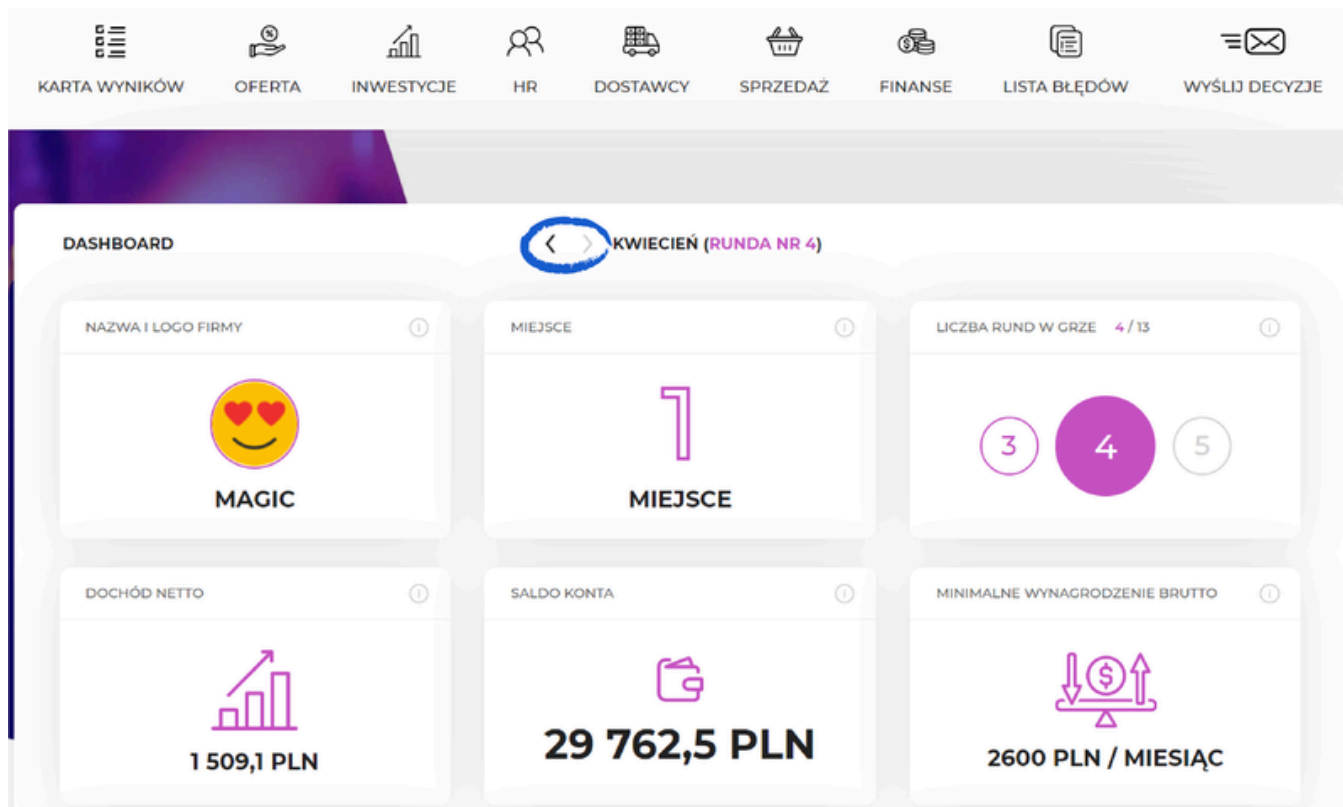 KARTA WYNIKÓW OFERTA INWESTYCJE HR DOSTAWCY SPRZEDAŻ FINANSE LISTA BŁĘDÓW WYŚLIJ DECYZJE
DASHBOARD KWIECIEŃ (RUNDA NR 4)
NAZWA I LOGO FIRMY
MAGIC
MIEJSCE
1
MIEJSCE
LICZBA RUND W GRZE 4 / 13
3 4 5
DOCHÓD NETTO
1 509,1 PLN
SALDO KONTA
29 762,5 PLN
MINIMALNE WYNAGRODZENIE BRUTTO
$
2600 PLN / MIESIĄC